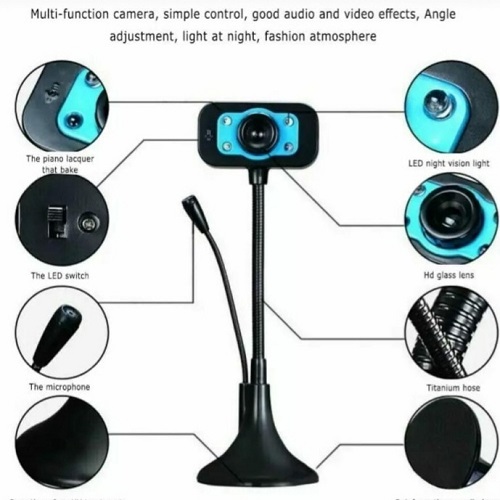 Multi-function camera, simple control, good audio and video effects, Angle
adjustment, light at night, fashion atmosphere
The piano lacquer
that bake
LED night vision light
The LED switch
Hd glass lens
The microphone
Titanium hose